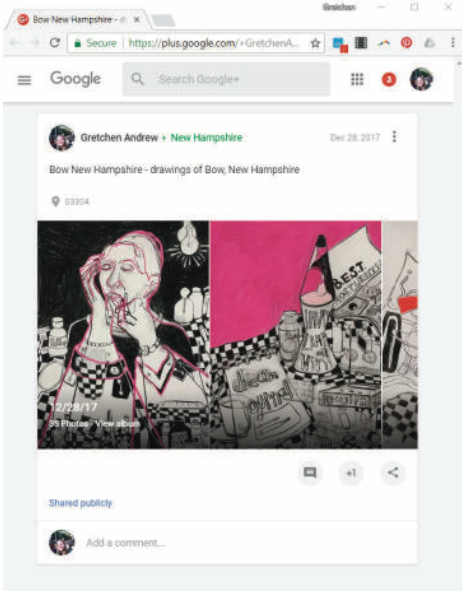 Gretchen
Bow New Hampshire - d
Secure | https://plus.google.com/+GretchenA...
Google
Search Google+
3
Gretchen Andrew ▸ New Hampshire
Dec 28, 2017
Bow New Hampshire - drawings of Bow, New Hampshire
03304
BEST
12/28/17
35 Photos · View album
+1
Shared publicly
Add a comment...